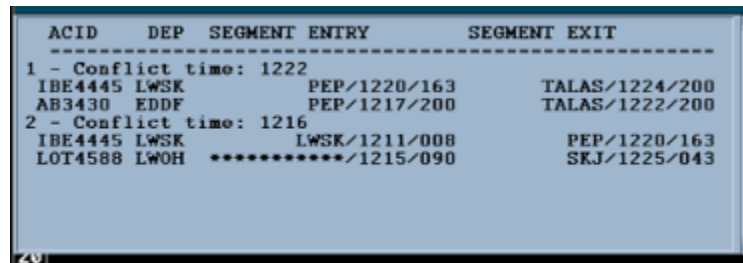 ACID DEP SEGMENT ENTRY SEGMENT EXIT
------------------------------------------------------------
1 - Conflict time: 1222
IBE4445 LWSK PEP/1220/163 TALAS/1224/200
AB3430 EDDF PEP/1217/200 TALAS/1222/200
2 - Conflict time: 1216
IBE4445 LWSK LWSK/1211/008 PEP/1220/163
LOT4588 LWOH ***********/1215/090 SKJ/1225/043
20